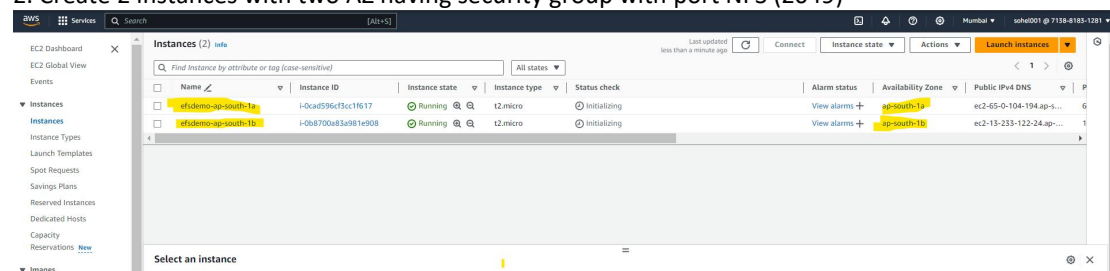 2. Create 2 instances with two AZ having security group with port NFS (2049)
aws Services Search [Alt+S] Mumbai sohel001 @ 7138-8183-1281
EC2 Dashboard
EC2 Global View
Events
Instances
Instances
Instance Types
Launch Templates
Spot Requests
Savings Plans
Reserved Instances
Dedicated Hosts
Capacity
Reservations New
Images
Instances (2) Info
Last updated
less than a minute ago
Connect Instance state Actions Launch instances
Find Instance by attribute or tag (case-sensitive) All states 1
Name Instance ID Instance state Instance type Status check Alarm status Availability Zone Public IPv4 DNS P
efsdemo-ap-south-1a i-0cad596cf3cc1f617 Running t2.micro Initializing View alarms ap-south-1a ec2-65-0-104-194.ap-s... 6
efsdemo-ap-south-1b i-0b8700a83a981e908 Running t2.micro Initializing View alarms ap-south-1b ec2-13-233-122-24.ap-... 1
Select an instance